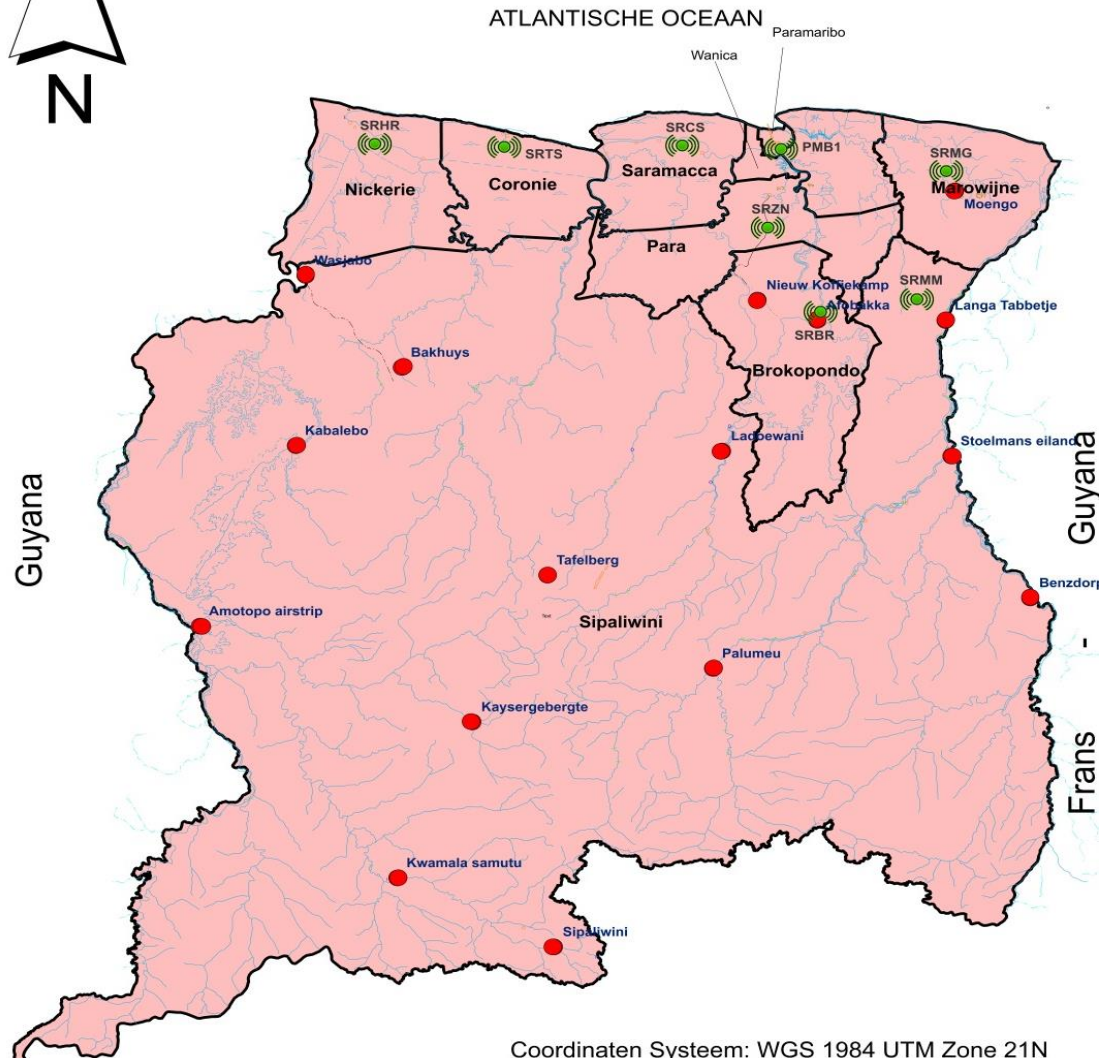 ATLANTISCHE OCEAAN
Paramaribo
Wanica
N
SRHR
SRTS
SRCS
PMB1
SRMG
Nickerie
Coronie
Saramacca
Marowijne
Moengo
SRZN
Para
Wasjabo
Nieuw Koffiekamp
Afobakka
SRBR
SRMM
Langa Tabbetje
Bakhuys
Brokopondo
Kabalebo
Ladoewani
Stoelmans eiland
Guyana
Frans - Guyana
Tafelberg
Text
Sipaliwini
Benzdorp
Amotopo airstrip
Palumeu
Kaysergebergte
Kwamala samutu
Sipaliwini
Coordinaten Systeem: WGS 1984 UTM Zone 21N